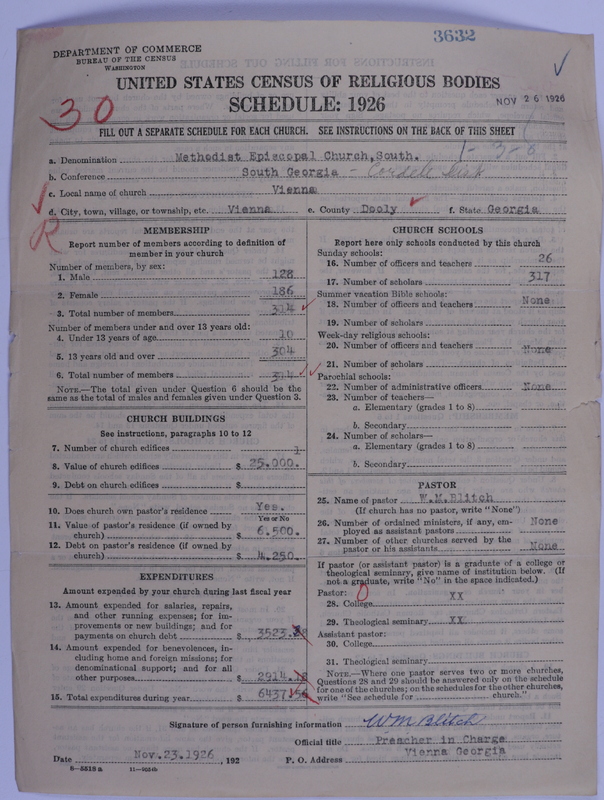 3632
DEPARTMENT OF COMMERCE
BUREAU OF THE CENSUS
WASHINGTON
UNITED STATES CENSUS OF RELIGIOUS BODIES
SCHEDULE: 1926
NOV 26 1926
30
FILL OUT A SEPARATE SCHEDULE FOR EACH CHURCH. SEE INSTRUCTIONS ON THE BACK OF THIS SHEET
1-3-6
a. Denomination Methodist Episcopal Church,South.
b. Conference South Georgia - Cordele
c. Local name of church Vienna
d. City, town, village, or township, etc. Vienna e. County Dooly f. State Georgia
R
MEMBERSHIP
Report number of members according to definition of
member in your church
Number of members, by sex:
1. Male 128
2. Female 186
3. Total number of members 314
Number of members under and over 13 years old:
4. Under 13 years of age 10
5. 13 years old and over 304
6. Total number of members 314
NOTE.—The total given under Question 6 should be the
same as the total of males and females given under Question 3.
CHURCH BUILDINGS
See instructions, paragraphs 10 to 12
7. Number of church edifices 1
8. Value of church edifices $ 25.000.
9. Debt on church edifices $
10. Does church own pastor's residence Yes.
Yes or No
11. Value of pastor's residence (if owned by
church) $ 6.500.
12. Debt on pastor's residence (if owned by
church) $ 4.250.
EXPENDITURES
Amount expended by your church during last fiscal year
13. Amount expended for salaries, repairs,
and other running expenses; for im-
provements or new buildings; and for
payments on church debt $ 3523.
14. Amount expended for benevolences, in-
cluding home and foreign missions; for
denominational support; and for all
other purposes $ 2914.
15. Total expenditures during year $ 6437
CHURCH SCHOOLS
Report here only schools conducted by this church
Sunday schools:
16. Number of officers and teachers 26
17. Number of scholars 317
Summer vacation Bible schools:
18. Number of officers and teachers None
19. Number of scholars
Week-day religious schools:
20. Number of officers and teachers None
21. Number of scholars
Parochial schools:
22. Number of administrative officers None
23. Number of teachers—
a. Elementary (grades 1 to 8)
b. Secondary
24. Number of scholars—
a. Elementary (grades 1 to 8)
b. Secondary
PASTOR
25. Name of pastor W.M.Blitch
(If church has no pastor, write "None")
26. Number of ordained ministers, if any, em-
ployed as assistant pastors None
27. Number of other churches served by the
pastor or his assistants None
If pastor (or assistant pastor) is a graduate of a college or
theological seminary, give name of institution below. (If
not a graduate, write "No" in the space indicated.)
Pastor: 0
28. College XX
29. Theological seminary XX
Assistant pastor:
30. College
31. Theological seminary
NOTE.—Where one pastor serves two or more churches,
Questions 28 and 29 should be answered only on the schedule
for one of the churches; on the schedules for the other churches,
write "See schedule for church."
Signature of person furnishing information WM Blitch
Official title Preacher in Charge
Date Nov.23.1926 , 192 P. O. Address Vienna Georgia
8-5518 a 11-9024b